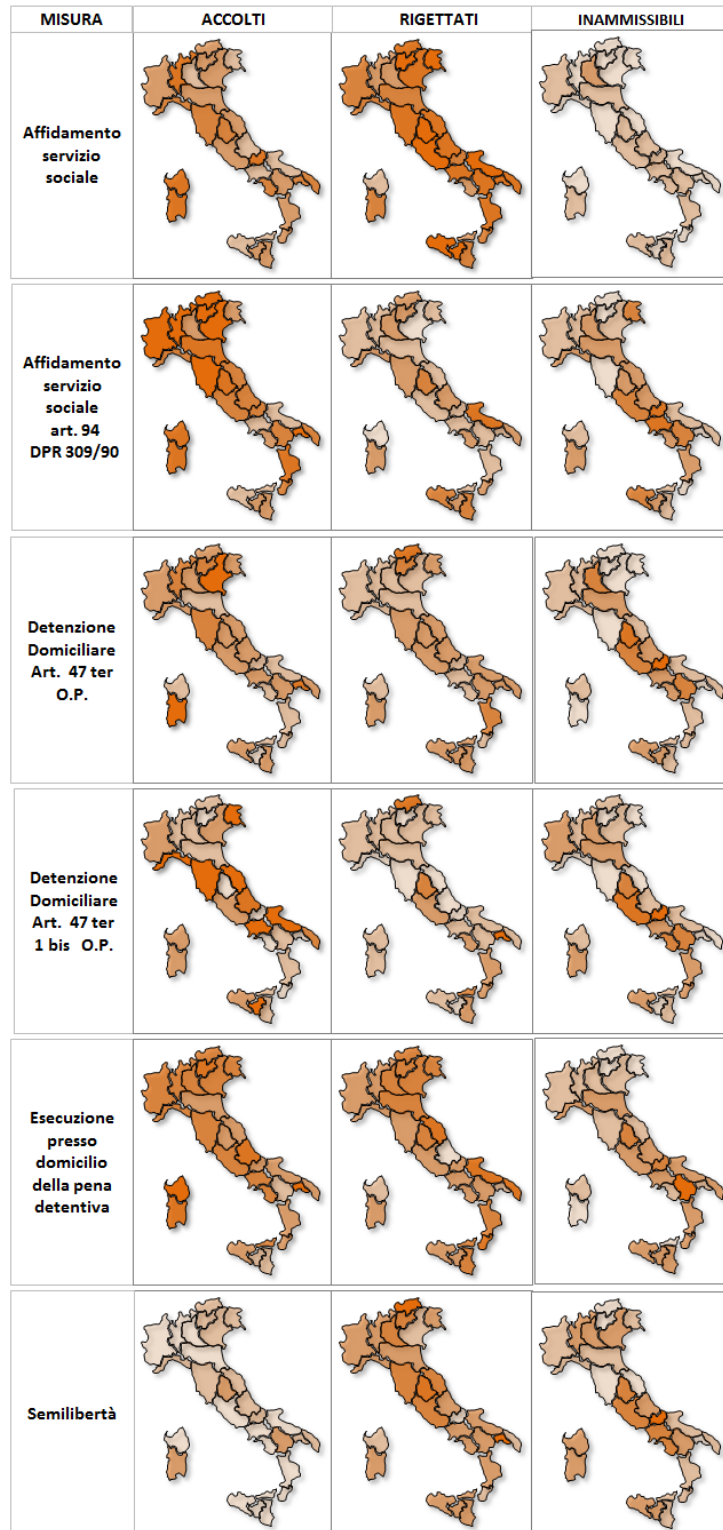 MISURA ACCOLTI RIGETTATI INAMMISSIBILI
Affidamento
servizio
sociale
Affidamento
servizio
sociale
art. 94
DPR 309/90
Detenzione
Domiciliare
Art. 47 ter
O.P.
Detenzione
Domiciliare
Art. 47 ter
1 bis O.P.
Esecuzione
presso
domicilio
della pena
detentiva
Semilibertà